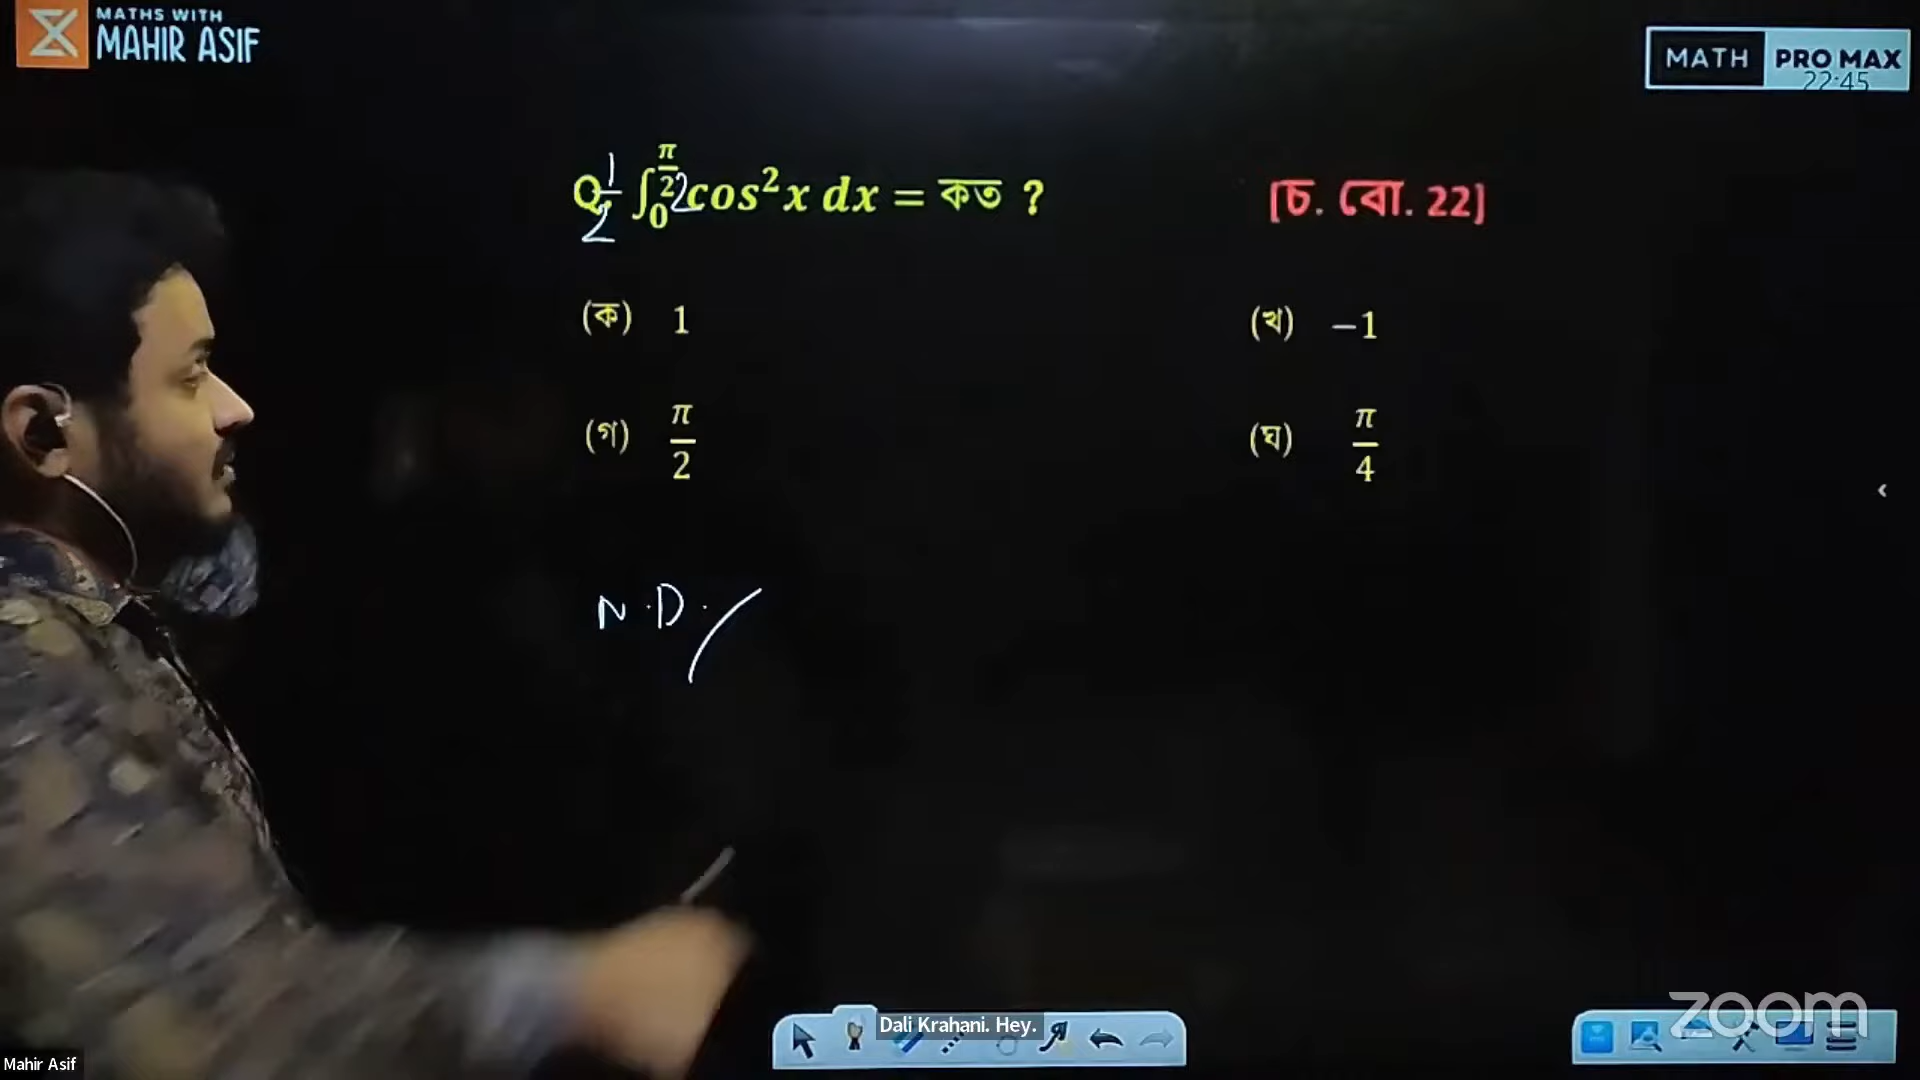 MATHS WITH
MAHIR ASIF
MATH PRO MAX
22:45
Q. 1/2 ∫₀^(π/2) 2cos²x dx = কত ? [চ. বো. 22]
(ক) 1 (খ) −1
(গ) π/2 (ঘ) π/4
N.D.
Dali Krahani. Hey.
zoom
Mahir Asif